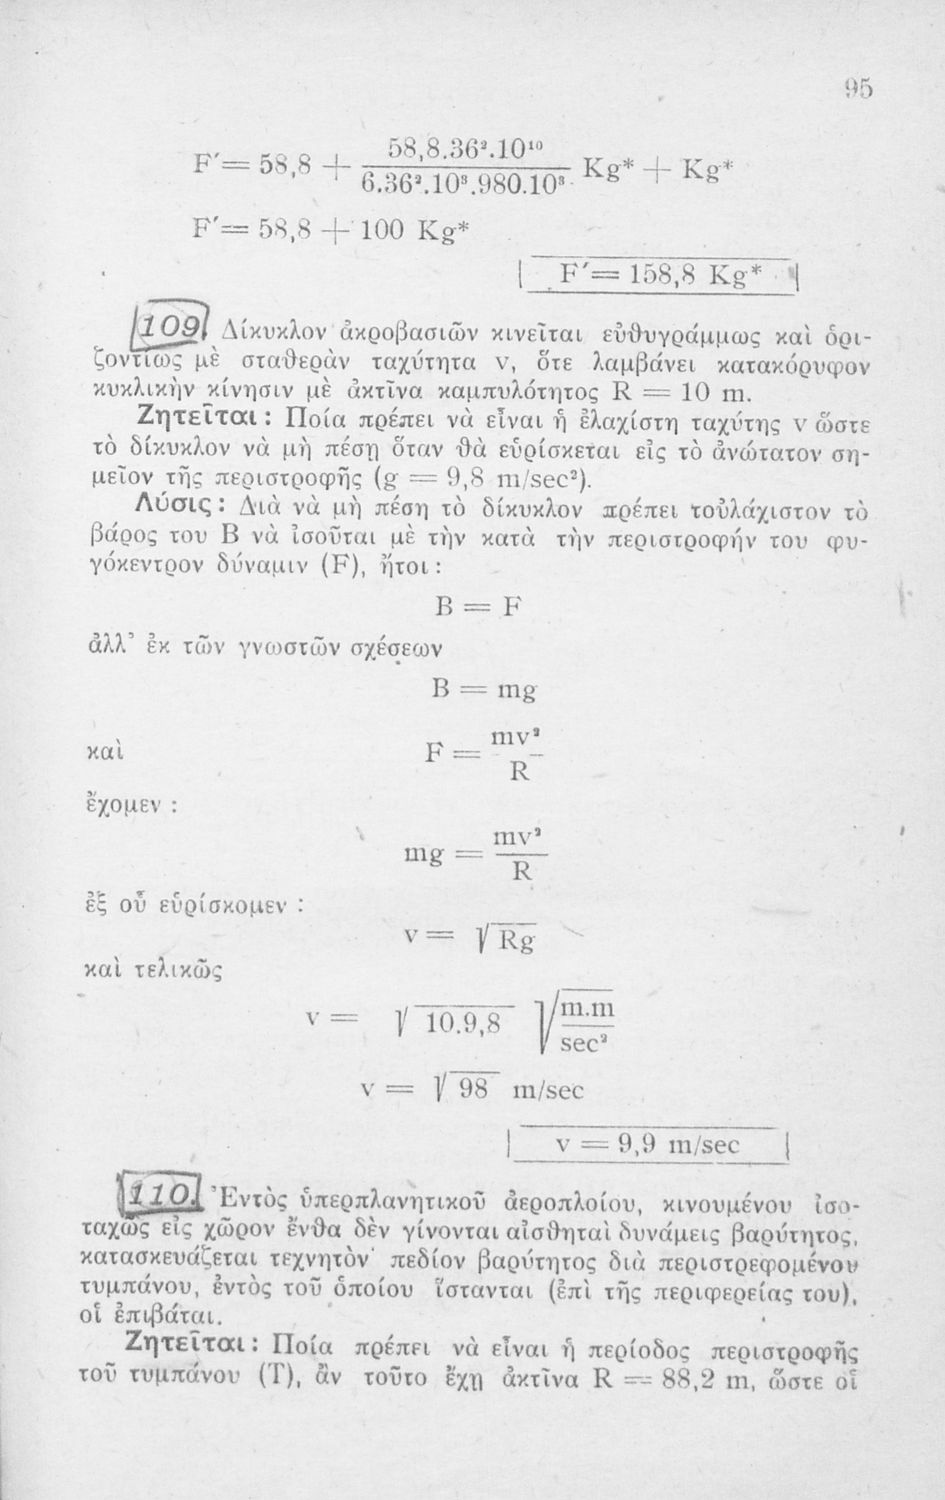 95
F′ = 58,8 + 58,8.36².10¹⁰ / 6.36².10⁸.980.10³ Kg* + Kg*
F′ = 58,8 + 100 Kg*
F′ = 158,8 Kg*
109. Δίκυκλον ἀκροβασιῶν κινεῖται εὐθυγράμμως καὶ ὁρι-
ζοντίως μὲ σταθερὰν ταχύτητα v, ὅτε λαμβάνει κατακόρυφον
κυκλικὴν κίνησιν μὲ ἀκτῖνα καμπυλότητος R = 10 m.
Ζητεῖται : Ποία πρέπει νὰ εἶναι ἡ ἐλαχίστη ταχύτης v ὥστε
τὸ δίκυκλον νὰ μὴ πέσῃ ὅταν θὰ εὑρίσκεται εἰς τὸ ἀνώτατον ση-
μεῖον τῆς περιστροφῆς (g = 9,8 m/sec²).
Λύσις : Διὰ νὰ μὴ πέσῃ τὸ δίκυκλον πρέπει τοὐλάχιστον τὸ
βάρος του B νὰ ἰσοῦται μὲ τὴν κατὰ τὴν περιστροφήν του φυ-
γόκεντρον δύναμιν (F), ἤτοι :
B = F
ἀλλ' ἐκ τῶν γνωστῶν σχέσεων
B = mg
καὶ F = mv² / R
ἔχομεν :
mg = mv² / R
ἐξ οὗ εὑρίσκομεν :
v = √Rg
καὶ τελικῶς
v = √10.9,8 √m.m / sec²
v = √98 m/sec
v = 9,9 m/sec
110. Ἐντὸς ὑπερπλανητικοῦ ἀεροπλοίου, κινουμένου ἰσο-
ταχῶς εἰς χῶρον ἔνθα δὲν γίνονται αἰσθηταὶ δυνάμεις βαρύτητος,
κατασκευάζεται τεχνητὸν πεδίον βαρύτητος διὰ περιστρεφομένου
τυμπάνου, ἐντὸς τοῦ ὁποίου ἵστανται (ἐπὶ τῆς περιφερείας του),
οἱ ἐπιβάται.
Ζητεῖται : Ποία πρέπει νὰ εἶναι ἡ περίοδος περιστροφῆς
τοῦ τυμπάνου (T), ἂν τοῦτο ἔχῃ ἀκτῖνα R = 88,2 m, ὥστε οἱ